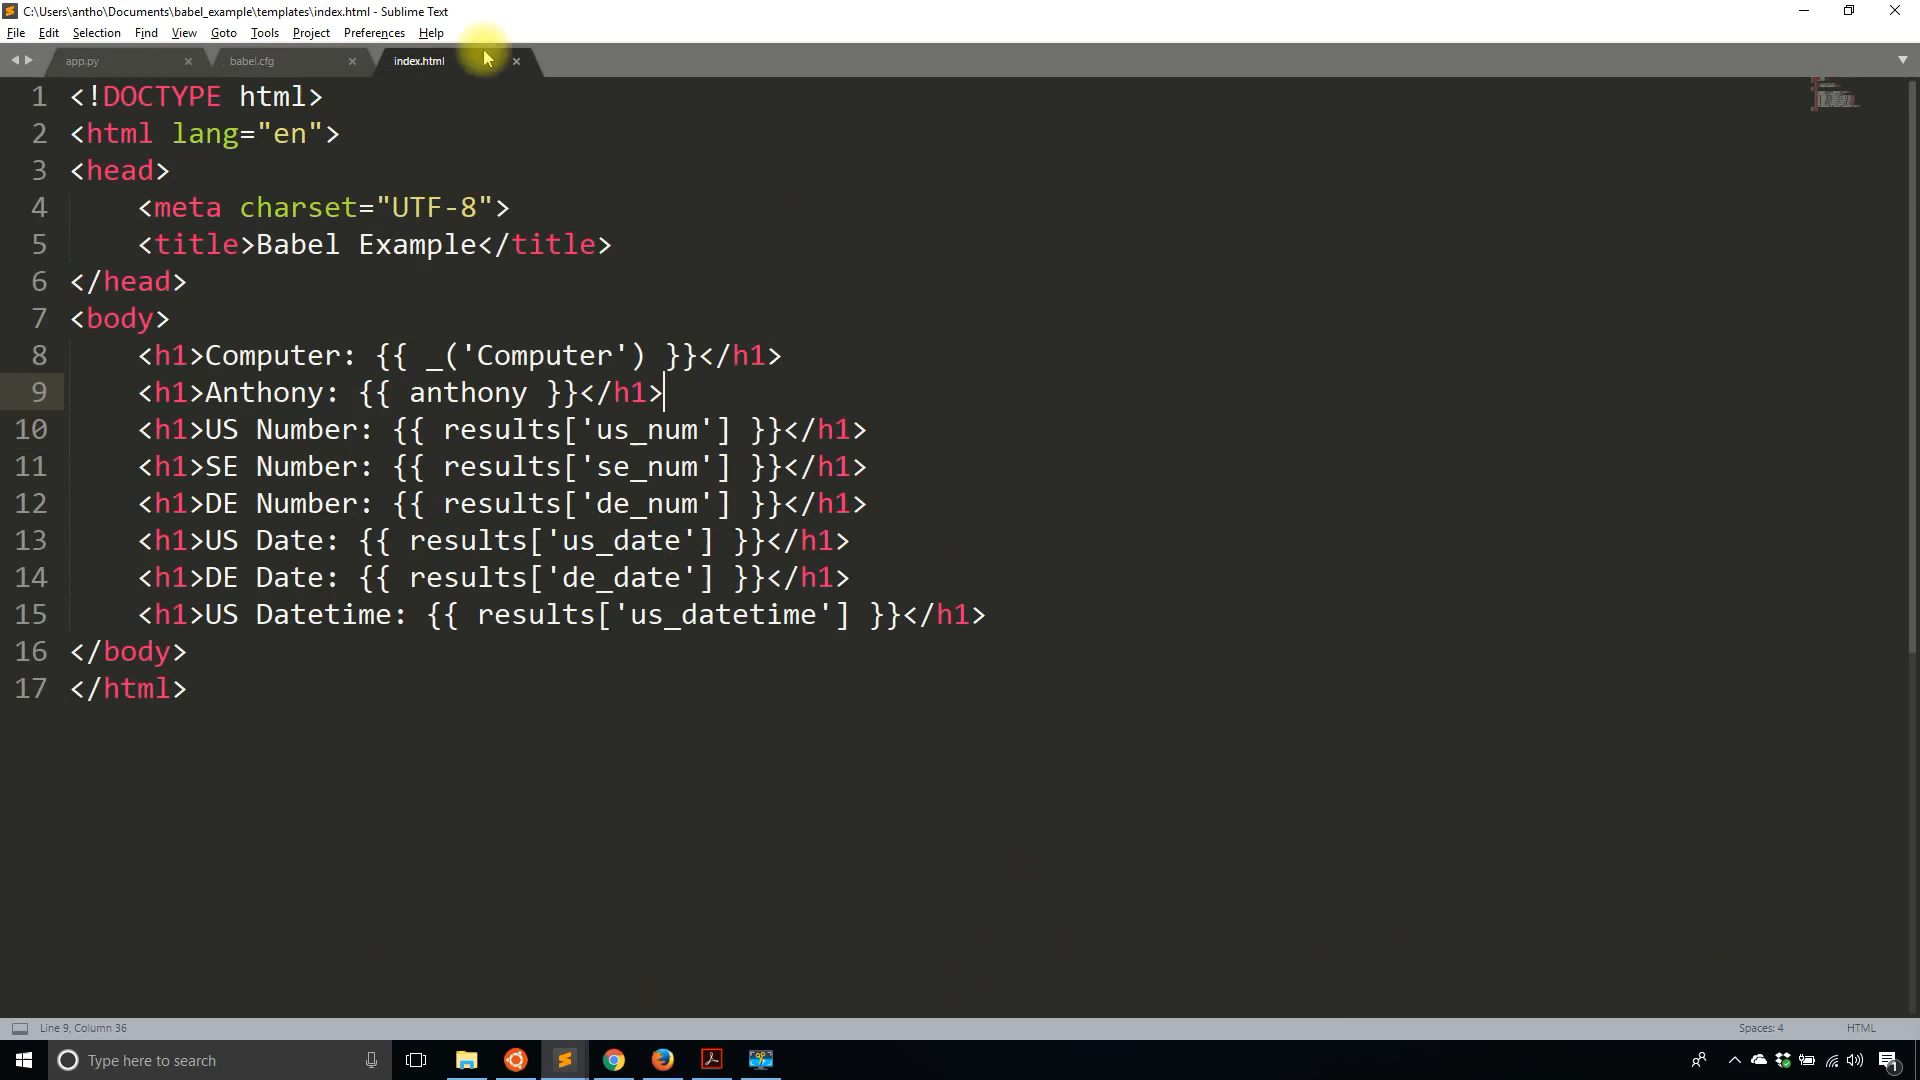 C:\Users\antho\Documents\babel_example\templates\index.html - Sublime Text
File Edit Selection Find View Goto Tools Project Preferences Help
app.py babel.cfg index.html
1 <!DOCTYPE html>
2 <html lang="en">
3 <head>
4 <meta charset="UTF-8">
5 <title>Babel Example</title>
6 </head>
7 <body>
8 <h1>Computer: {{ _('Computer') }}</h1>
9 <h1>Anthony: {{ anthony }}</h1>
10 <h1>US Number: {{ results['us_num'] }}</h1>
11 <h1>SE Number: {{ results['se_num'] }}</h1>
12 <h1>DE Number: {{ results['de_num'] }}</h1>
13 <h1>US Date: {{ results['us_date'] }}</h1>
14 <h1>DE Date: {{ results['de_date'] }}</h1>
15 <h1>US Datetime: {{ results['us_datetime'] }}</h1>
16 </body>
17 </html>
Line 9, Column 36 Spaces: 4 HTML
Type here to search 1